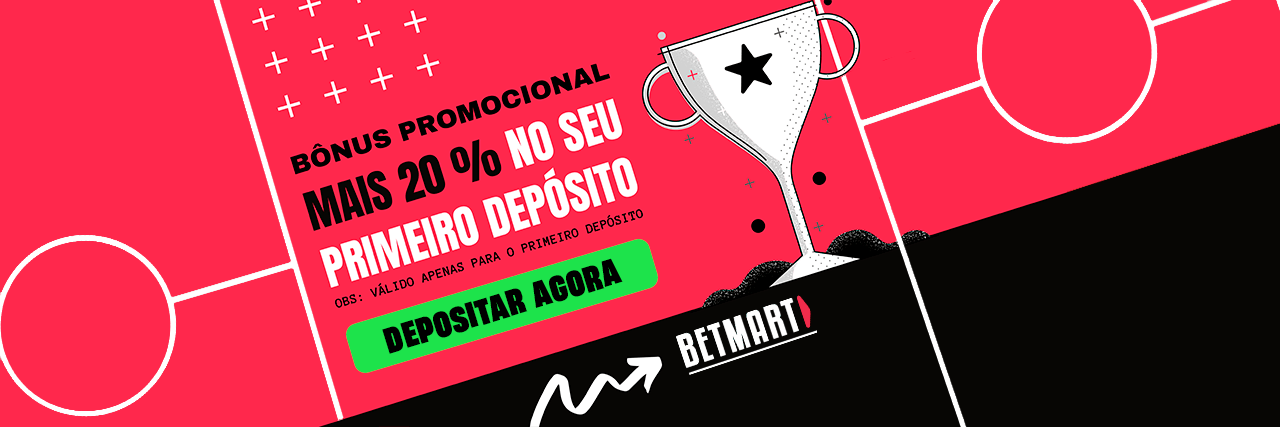 BÔNUS PROMOCIONAL
MAIS 20 % NO SEU
PRIMEIRO DEPÓSITO
OBS: VÁLIDO APENAS PARA O PRIMEIRO DEPÓSITO
DEPOSITAR AGORA
BETMART